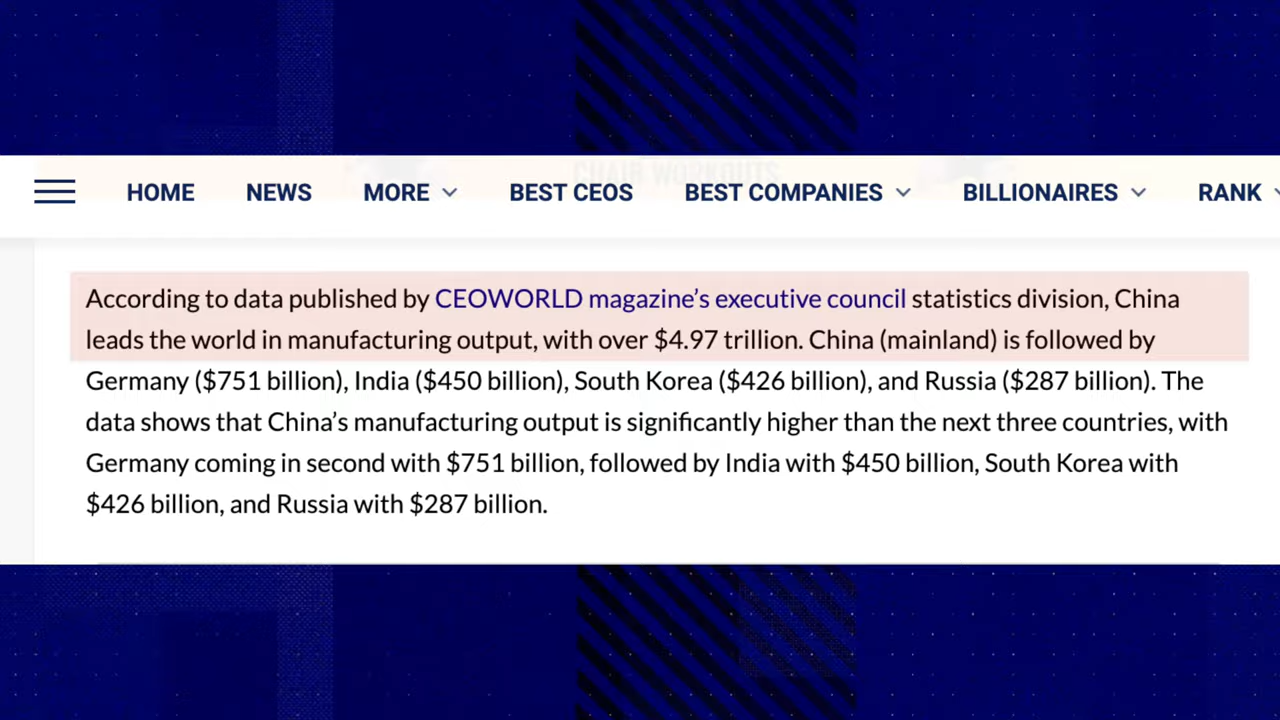 CHAIR WORKOUTS
HOME NEWS MORE BEST CEOS BEST COMPANIES BILLIONAIRES RANK
According to data published by CEOWORLD magazine’s executive council statistics division, China
leads the world in manufacturing output, with over $4.97 trillion. China (mainland) is followed by
Germany ($751 billion), India ($450 billion), South Korea ($426 billion), and Russia ($287 billion). The
data shows that China’s manufacturing output is significantly higher than the next three countries, with
Germany coming in second with $751 billion, followed by India with $450 billion, South Korea with
$426 billion, and Russia with $287 billion.